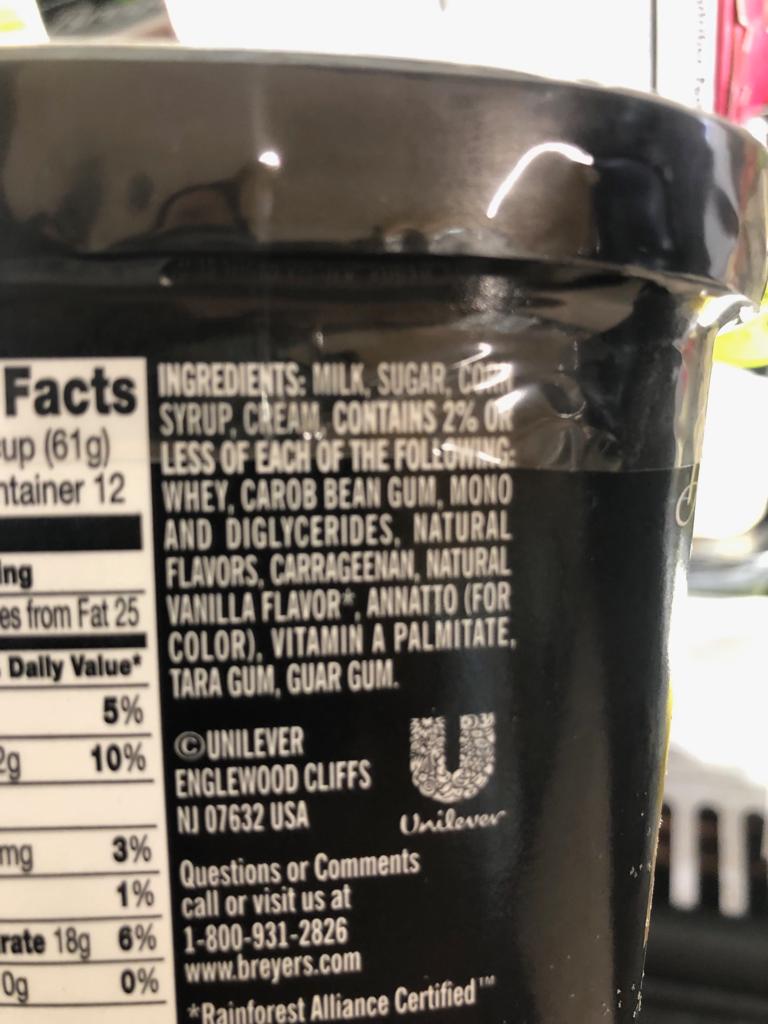 Facts
cup (61g)
ntainer 12
ing
es from Fat 25
Daily Value*
5%
2g 10%
mg 3%
1%
rate 18g 6%
0g 0%
INGREDIENTS: MILK, SUGAR, CORN
SYRUP, CREAM, CONTAINS 2% OR
LESS OF EACH OF THE FOLLOWING:
WHEY, CAROB BEAN GUM, MONO
AND DIGLYCERIDES, NATURAL
FLAVORS, CARRAGEENAN, NATURAL
VANILLA FLAVOR*, ANNATTO (FOR
COLOR), VITAMIN A PALMITATE,
TARA GUM, GUAR GUM.
©UNILEVER
ENGLEWOOD CLIFFS
NJ 07632 USA
Unilever
Questions or Comments
call or visit us at
1-800-931-2826
www.breyers.com
*Rainforest Alliance Certified™